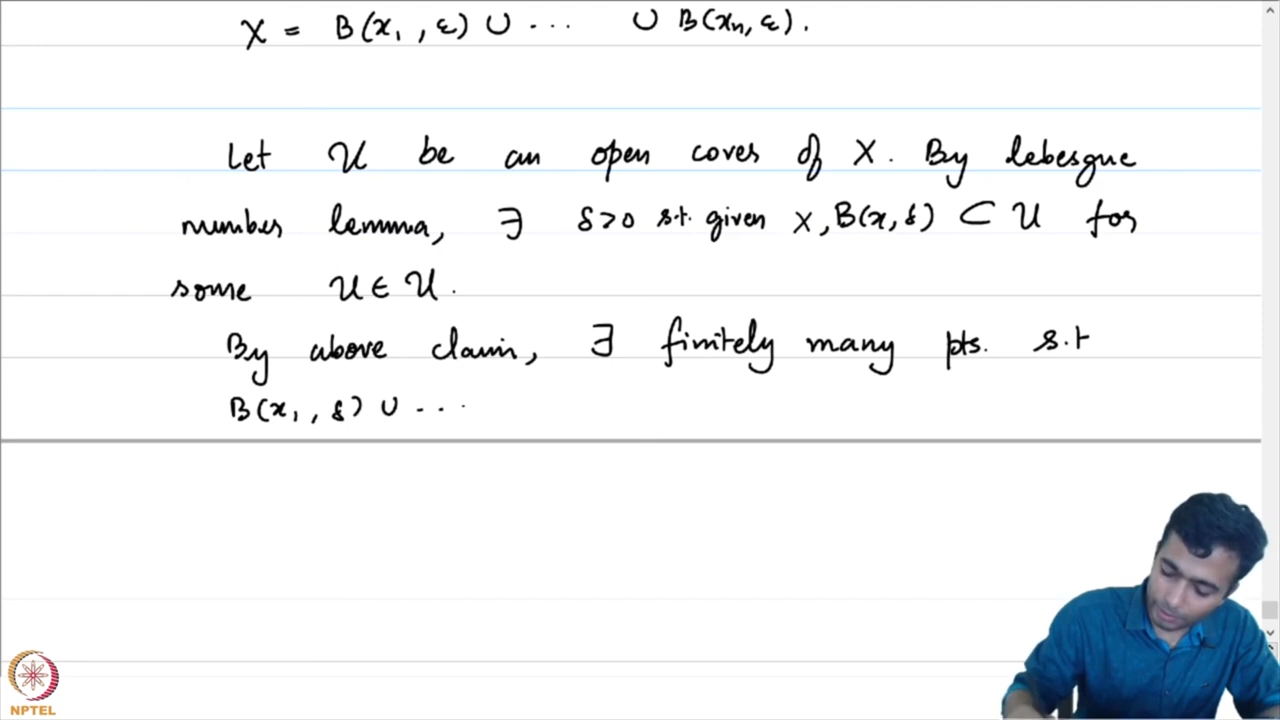 X = B(x₁, ε) ∪ ... ∪ B(xₙ, ε).
Let 𝒰 be an open cover of X. By lebesgue
number lemma, ∃ δ>0 s.t. given x, B(x, δ) ⊂ U for
some U ∈ 𝒰.
By above claim, ∃ finitely many pts. s.t
B(x₁, δ) ∪ ...
NPTEL